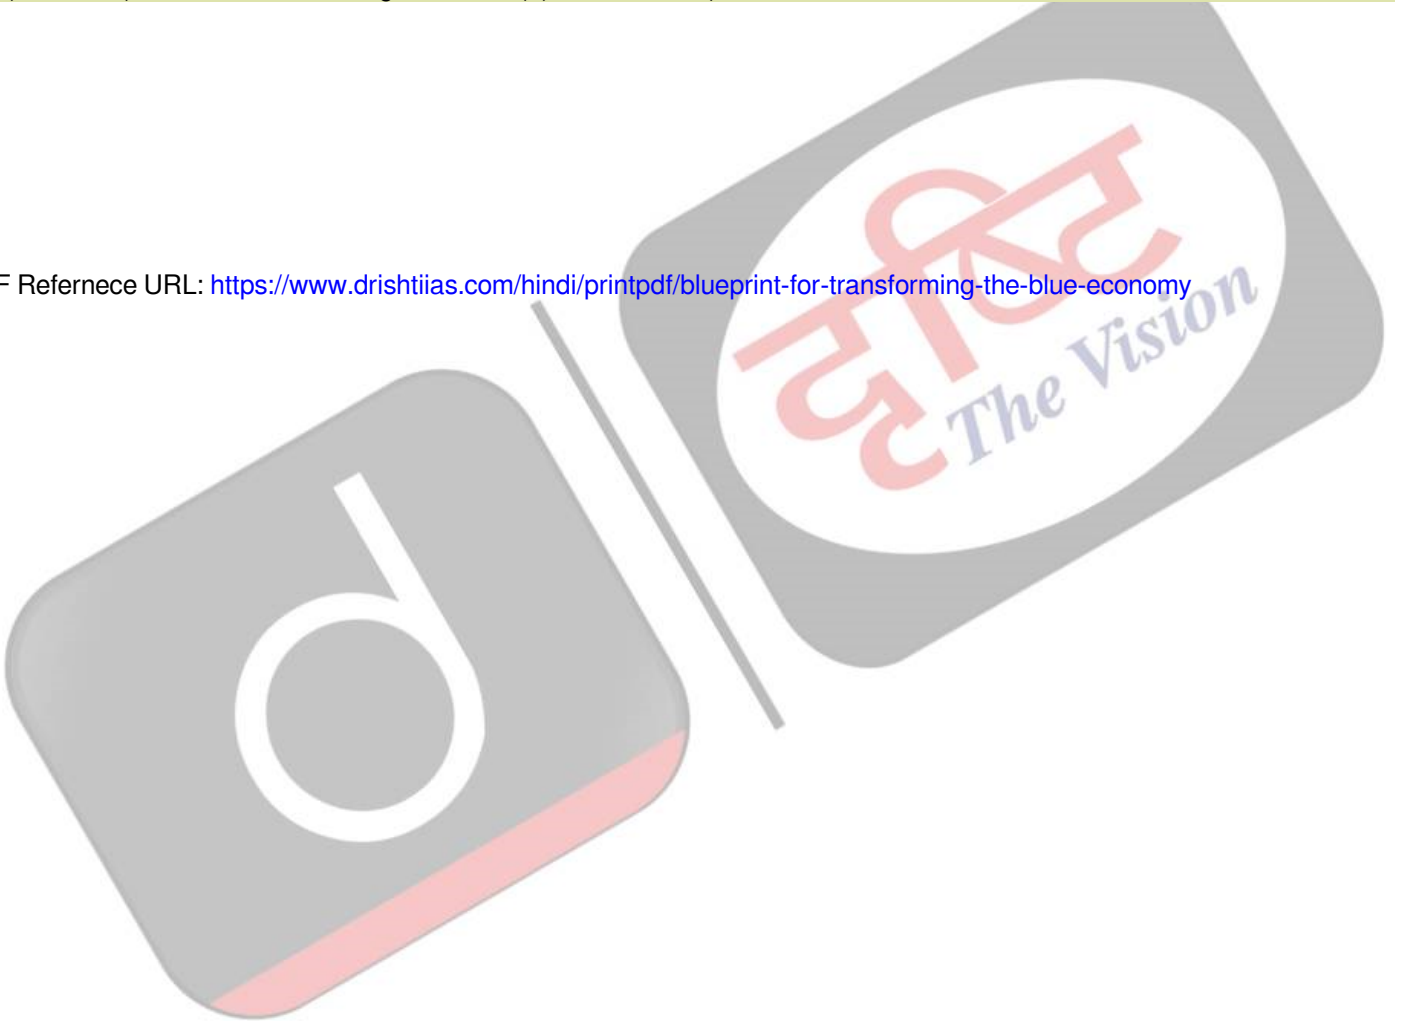 F Refernece URL: https://www.drishtiias.com/hindi/printpdf/blueprint-for-transforming-the-blue-economy
दृष्टि
The Vision
d